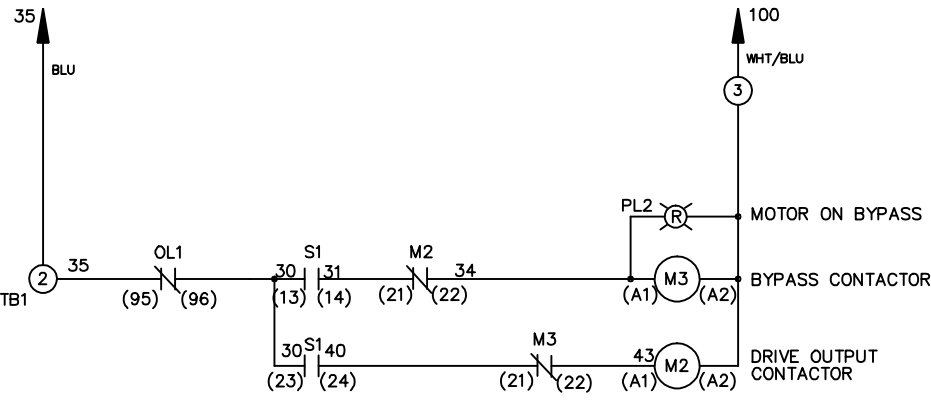 35
100
BLU
WHT/BLU
3
PL2
R
MOTOR ON BYPASS
OL1
S1
M2
2
35
30
31
34
M3
BYPASS CONTACTOR
TB1
(95)
(96)
(13)
(14)
(21)
(22)
(A1)
(A2)
S1
M3
30
40
43
M2
DRIVE OUTPUT
CONTACTOR
(23)
(24)
(21)
(22)
(A1)
(A2)